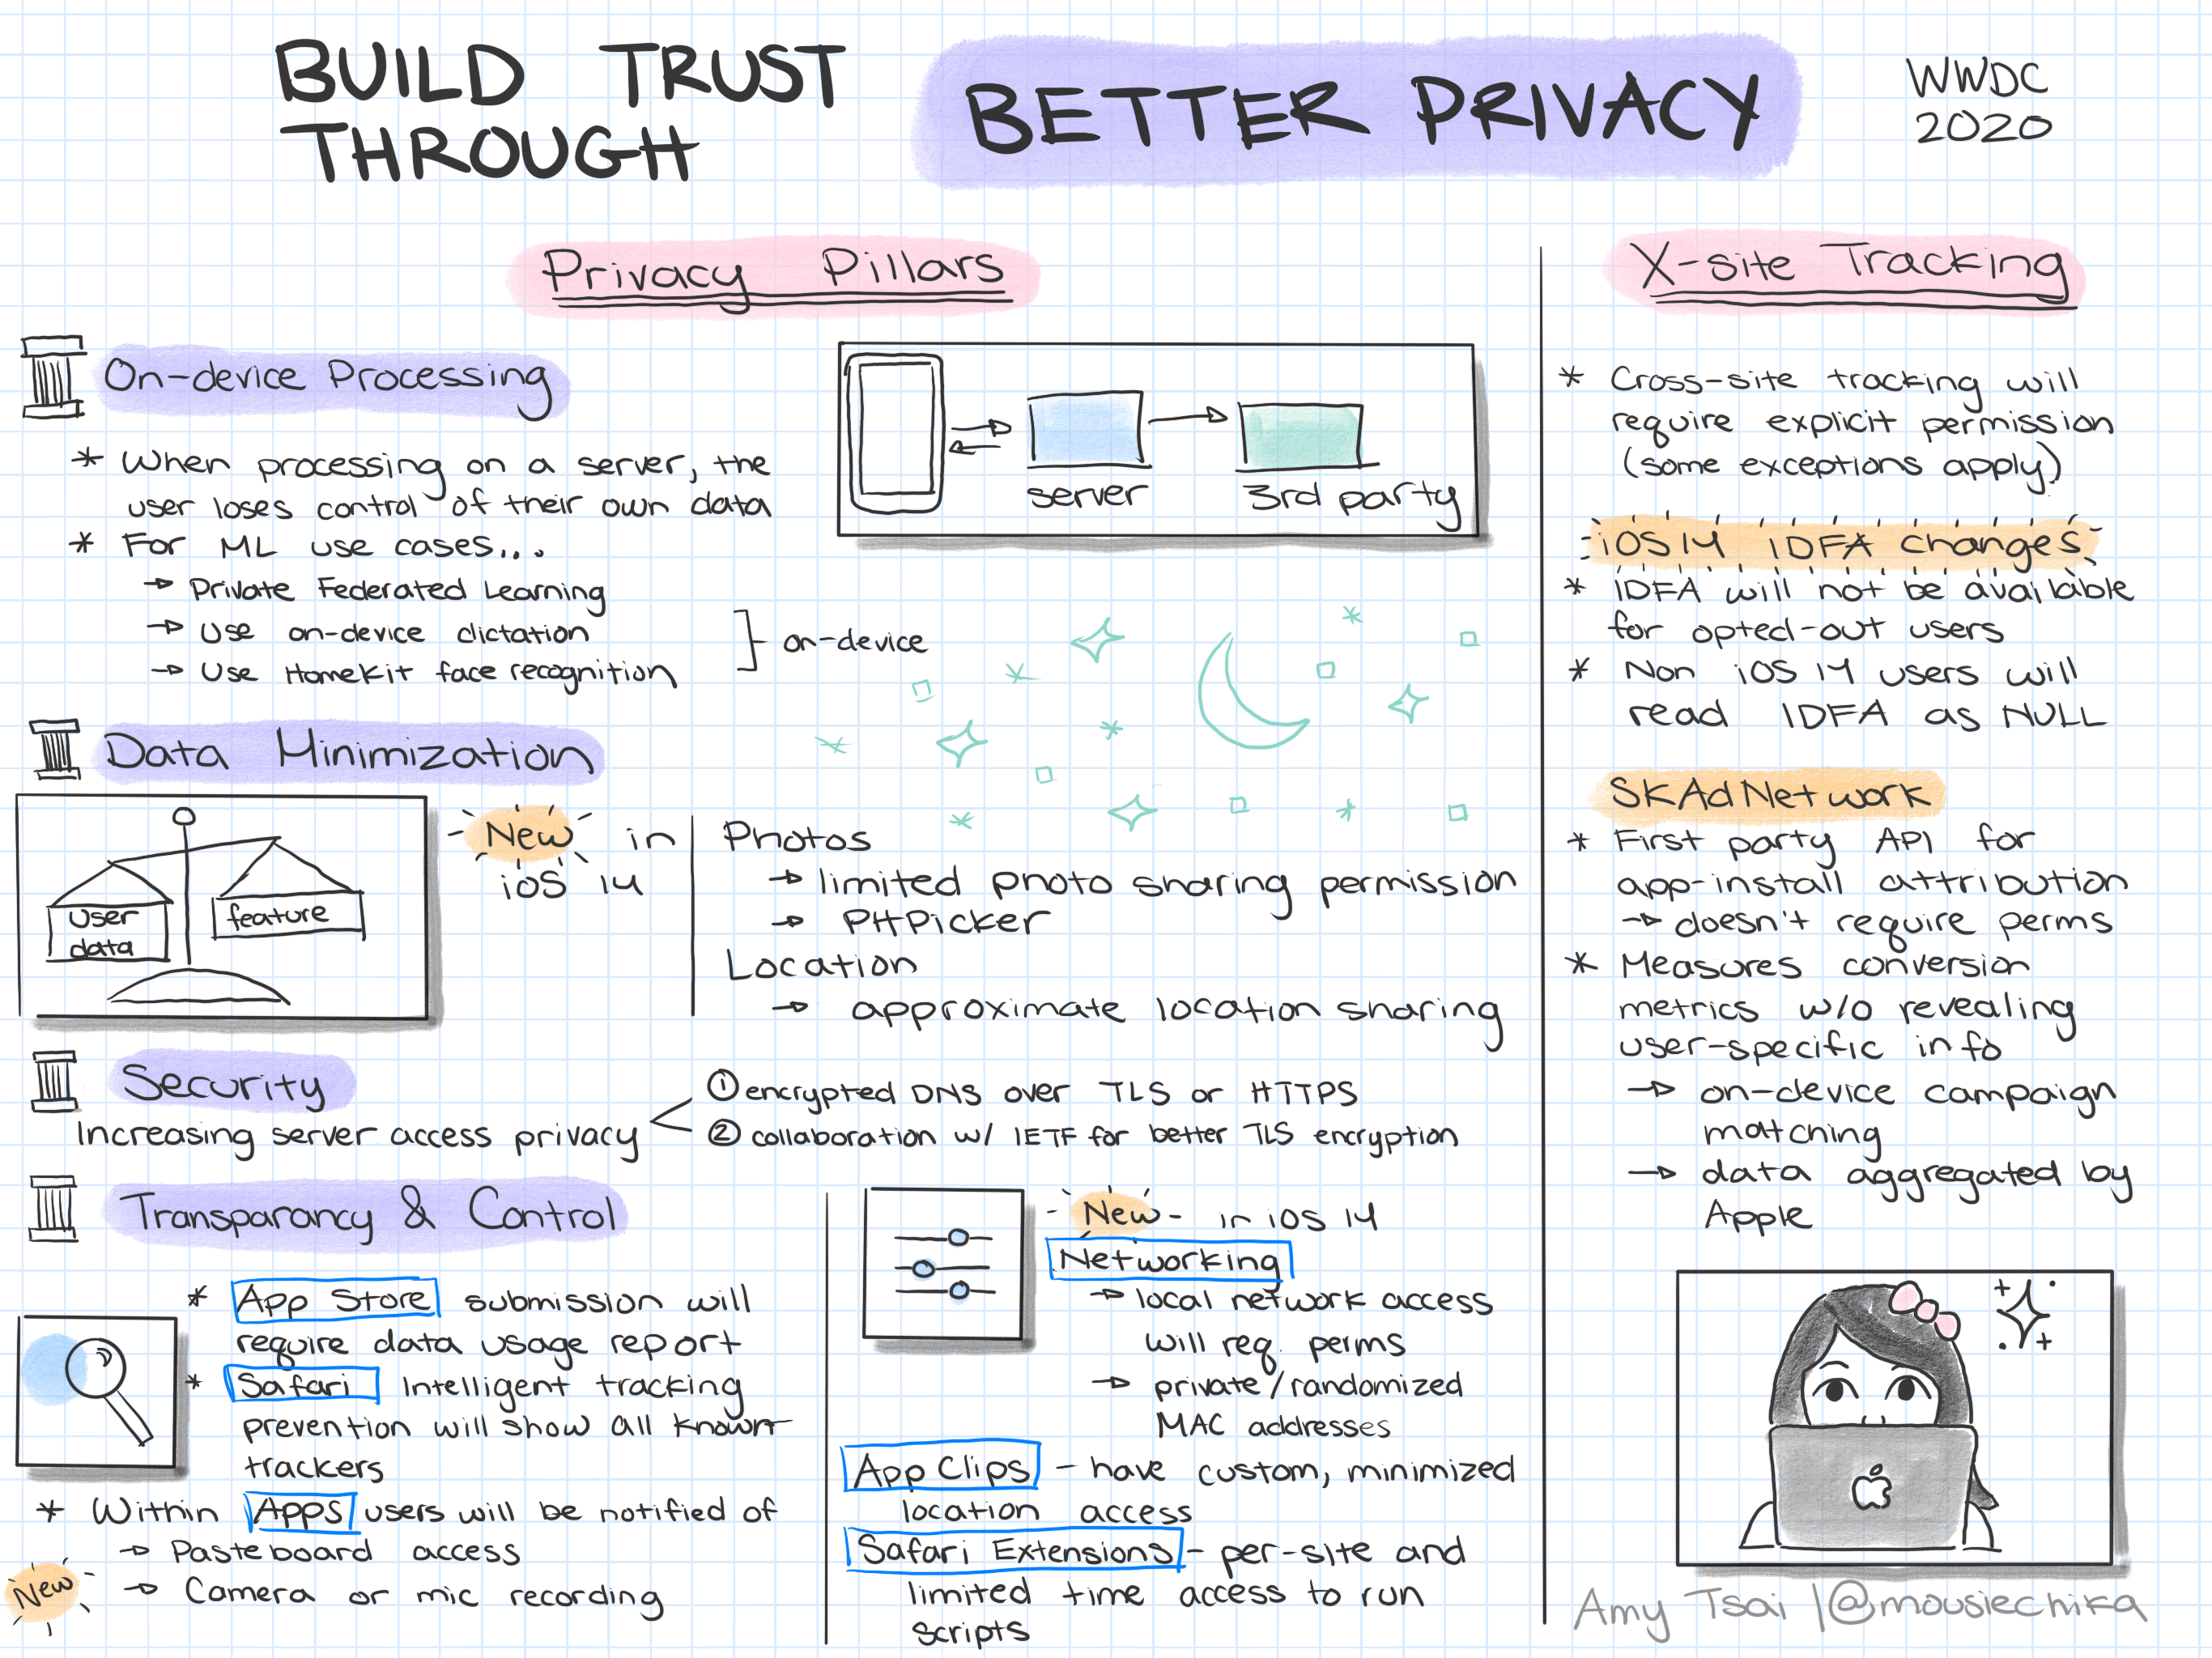 BUILD TRUST
THROUGH
BETTER PRIVACY
WWDC
2020
Privacy Pillars
On-device Processing
* When processing on a server, the
user loses control of their own data
* For ML use cases...
→ Private Federated Learning
→ Use on-device dictation
→ Use HomeKit face recognition
on-device
server
3rd party
Data Minimization
user
data
feature
New in
iOS 14
Photos
→ limited photo sharing permission
→ PHPicker
Location
→ approximate location sharing
Security
Increasing server access privacy
① encrypted DNS over TLS or HTTPS
② collaboration w/ IETF for better TLS encryption
Transparancy & Control
* App Store submission will
require data usage report
* Safari Intelligent tracking
prevention will show all known
trackers
* Within Apps users will be notified of
→ Pasteboard access
New → Camera or mic recording
- New - in iOS 14
Networking
→ local network access
will req. perms
→ private/randomized
MAC addresses
App Clips - have custom, minimized
location access
Safari Extensions - per-site and
limited time access to run
scripts
X-site Tracking
* Cross-site tracking will
require explicit permission
(some exceptions apply)
iOS 14 IDFA changes
* IDFA will not be available
for opted-out users
* Non iOS 14 users will
read IDFA as NULL
SKAdNetwork
* First party API for
app-install attribution
→ doesn't require perms
* Measures conversion
metrics w/o revealing
user-specific info
→ on-device campaign
matching
→ data aggregated by
Apple
Amy Tsai | @mousiechika